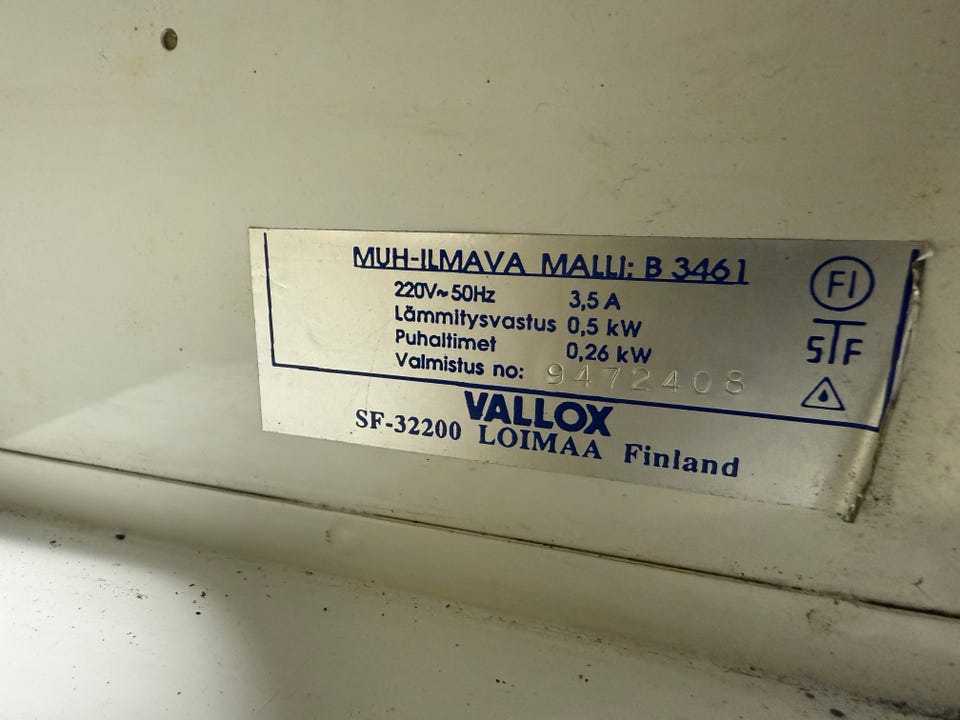 MUH-ILMAVA MALLI: B 3461
220V~50Hz 3,5 A
Lämmitysvastus 0,5 kW
Puhaltimet 0,26 kW
Valmistus no: 9472408
FI
STF
VALLOX
SF-32200 LOIMAA Finland